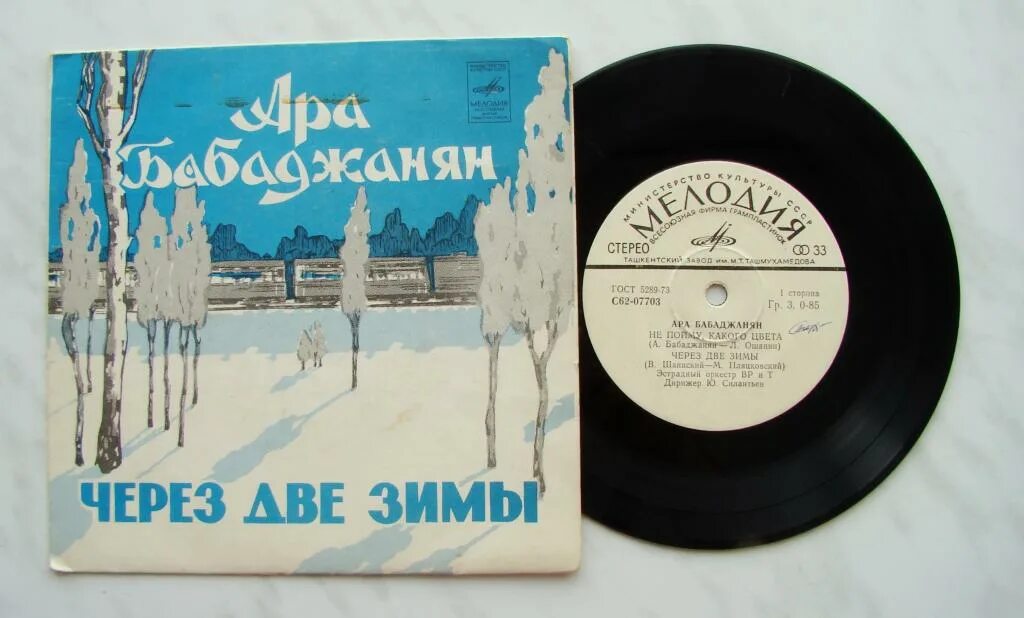 Ара
Бабаджанян
МЕЛОДИЯ
ЧЕРЕЗ ДВЕ ЗИМЫ
МИНИСТЕРСТВО КУЛЬТУРЫ СССР
МЕЛОДИЯ
ВСЕСОЮЗНАЯ ФИРМА ГРАМПЛАСТИНОК
СТЕРЕО
33
ТАШКЕНТСКИЙ ЗАВОД ИМ. М.Т. ТАШМУХАМЕДОВА
ГОСТ 5289-73
1 сторона
С62-07703
Гр. 3. 0-85
АРА БАБАДЖАНЯН
НЕ ПОЙМУ, КАКОГО ЦВЕТА
(А. Бабаджанян—Л. Ошанин)
ЧЕРЕЗ ДВЕ ЗИМЫ
(В. Шаинский—М. Пляцковский)
Эстрадный оркестр ВР и Т
Дирижер Ю. Силантьев